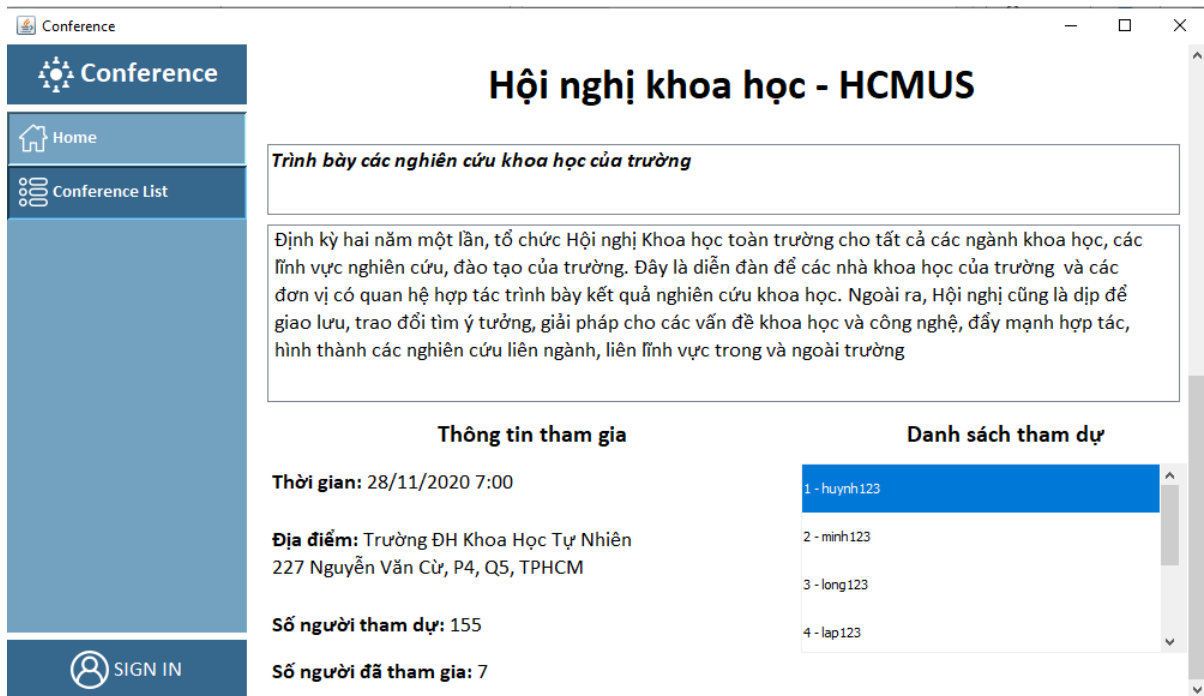 Conference
Conference
Home
Conference List
SIGN IN
Hội nghị khoa học - HCMUS
Trình bày các nghiên cứu khoa học của trường
Định kỳ hai năm một lần, tổ chức Hội nghị Khoa học toàn trường cho tất cả các ngành khoa học, các
lĩnh vực nghiên cứu, đào tạo của trường. Đây là diễn đàn để các nhà khoa học của trường và các
đơn vị có quan hệ hợp tác trình bày kết quả nghiên cứu khoa học. Ngoài ra, Hội nghị cũng là dịp để
giao lưu, trao đổi tìm ý tưởng, giải pháp cho các vấn đề khoa học và công nghệ, đẩy mạnh hợp tác,
hình thành các nghiên cứu liên ngành, liên lĩnh vực trong và ngoài trường
Thông tin tham gia
Thời gian: 28/11/2020 7:00
Địa điểm: Trường ĐH Khoa Học Tự Nhiên
227 Nguyễn Văn Cừ, P4, Q5, TPHCM
Số người tham dự: 155
Số người đã tham gia: 7
Danh sách tham dự
1 - huynh123
2 - minh123
3 - long123
4 - lap123